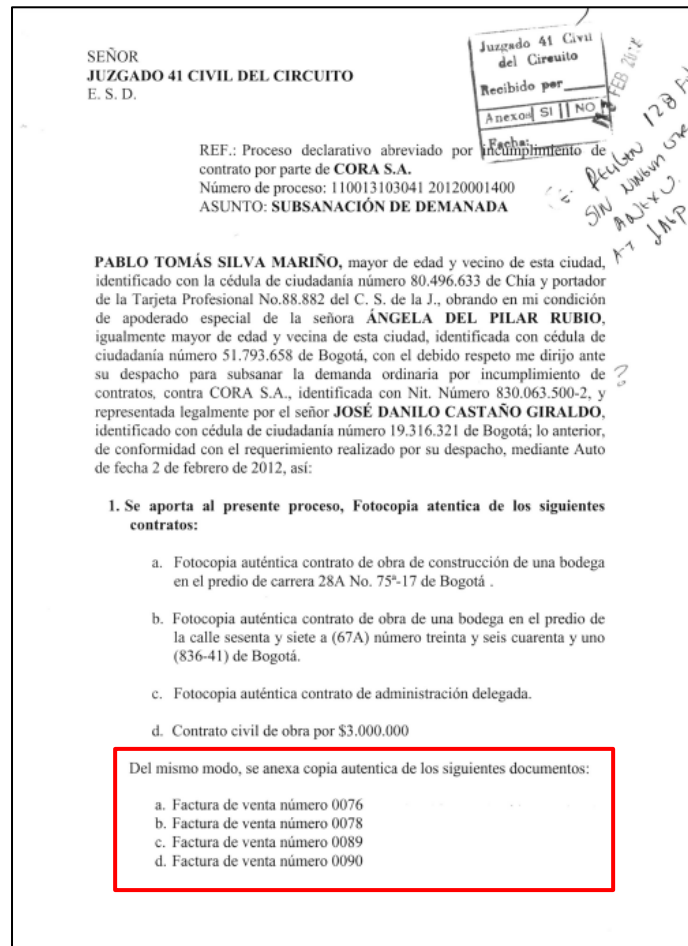 SEÑOR
JUZGADO 41 CIVIL DEL CIRCUITO
E. S. D.
Juzgado 41 Civil
del Circuito
Recibido por
Anexos SI NO
Fecha:
FEB
SIN
REF.: Proceso declarativo abreviado por incumplimiento de
contrato por parte de CORA S.A.
Número de proceso: 110013103041 20120001400
ASUNTO: SUBSANACIÓN DE DEMANADA
PABLO TOMÁS SILVA MARIÑO, mayor de edad y vecino de esta ciudad,
identificado con la cédula de ciudadanía número 80.496.633 de Chía y portador
de la Tarjeta Profesional No.88.882 del C. S. de la J., obrando en mi condición
de apoderado especial de la señora ÁNGELA DEL PILAR RUBIO,
igualmente mayor de edad y vecina de esta ciudad, identificada con cédula de
ciudadanía número 51.793.658 de Bogotá, con el debido respeto me dirijo ante
su despacho para subsanar la demanda ordinaria por incumplimiento de ?
contratos, contra CORA S.A., identificada con Nit. Número 830.063.500-2, y
representada legalmente por el señor JOSÉ DANILO CASTAÑO GIRALDO,
identificado con cédula de ciudadanía número 19.316.321 de Bogotá; lo anterior,
de conformidad con el requerimiento realizado por su despacho, mediante Auto
de fecha 2 de febrero de 2012, así:
1. Se aporta al presente proceso, Fotocopia atentica de los siguientes
contratos:
a. Fotocopia auténtica contrato de obra de construcción de una bodega
en el predio de carrera 28A No. 75ª-17 de Bogotá .
b. Fotocopia auténtica contrato de obra de una bodega en el predio de
la calle sesenta y siete a (67A) número treinta y seis cuarenta y uno
(836-41) de Bogotá.
c. Fotocopia auténtica contrato de administración delegada.
d. Contrato civil de obra por $3.000.000
Del mismo modo, se anexa copia autentica de los siguientes documentos:
a. Factura de venta número 0076
b. Factura de venta número 0078
c. Factura de venta número 0089
d. Factura de venta número 0090